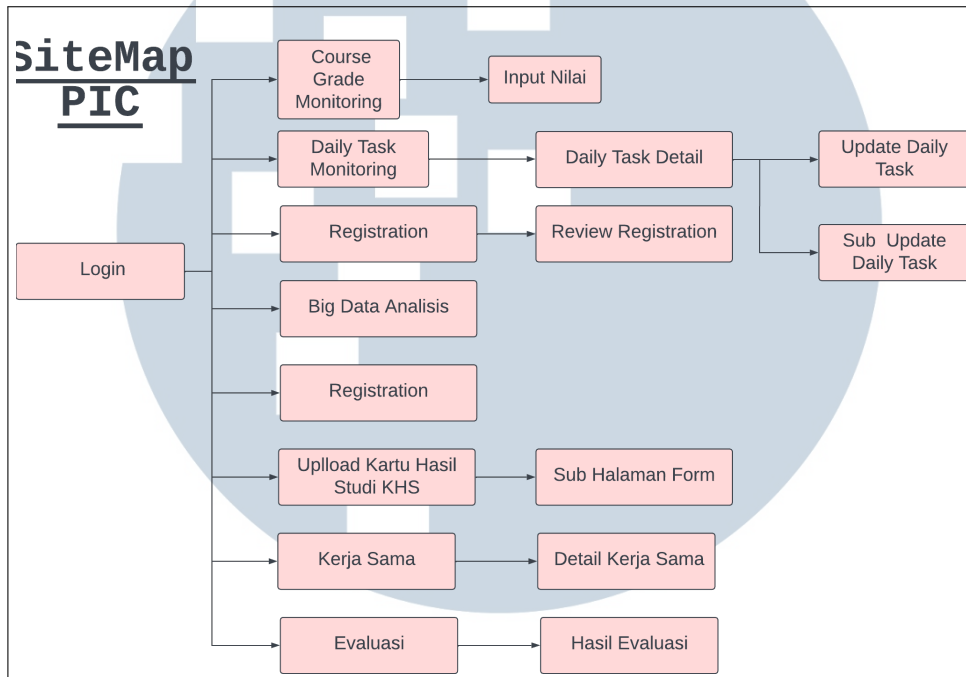 SiteMap
PIC
Course
Grade
Monitoring
Input Nilai
Daily Task
Monitoring
Daily Task Detail
Update Daily
Task
Sub Update
Daily Task
Registration
Review Registration
Login
Big Data Analisis
Registration
Uplload Kartu Hasil
Studi KHS
Sub Halaman Form
Kerja Sama
Detail Kerja Sama
Evaluasi
Hasil Evaluasi